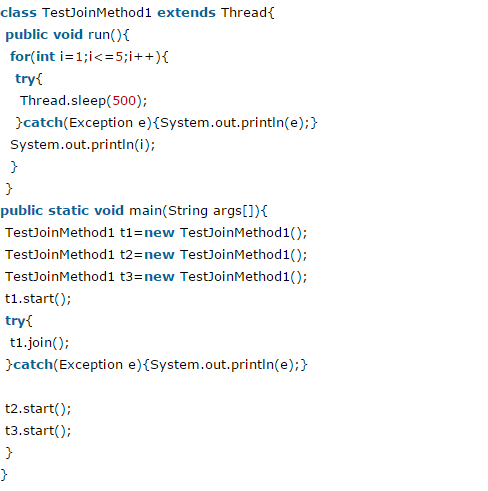 class TestJoinMethod1 extends Thread{
public void run(){
for(int i=1;i<=5;i++){
try{
Thread.sleep(500);
}catch(Exception e){System.out.println(e);}
System.out.println(i);
}
}
public static void main(String args[]){
TestJoinMethod1 t1=new TestJoinMethod1();
TestJoinMethod1 t2=new TestJoinMethod1();
TestJoinMethod1 t3=new TestJoinMethod1();
t1.start();
try{
t1.join();
}catch(Exception e){System.out.println(e);}
t2.start();
t3.start();
}
}